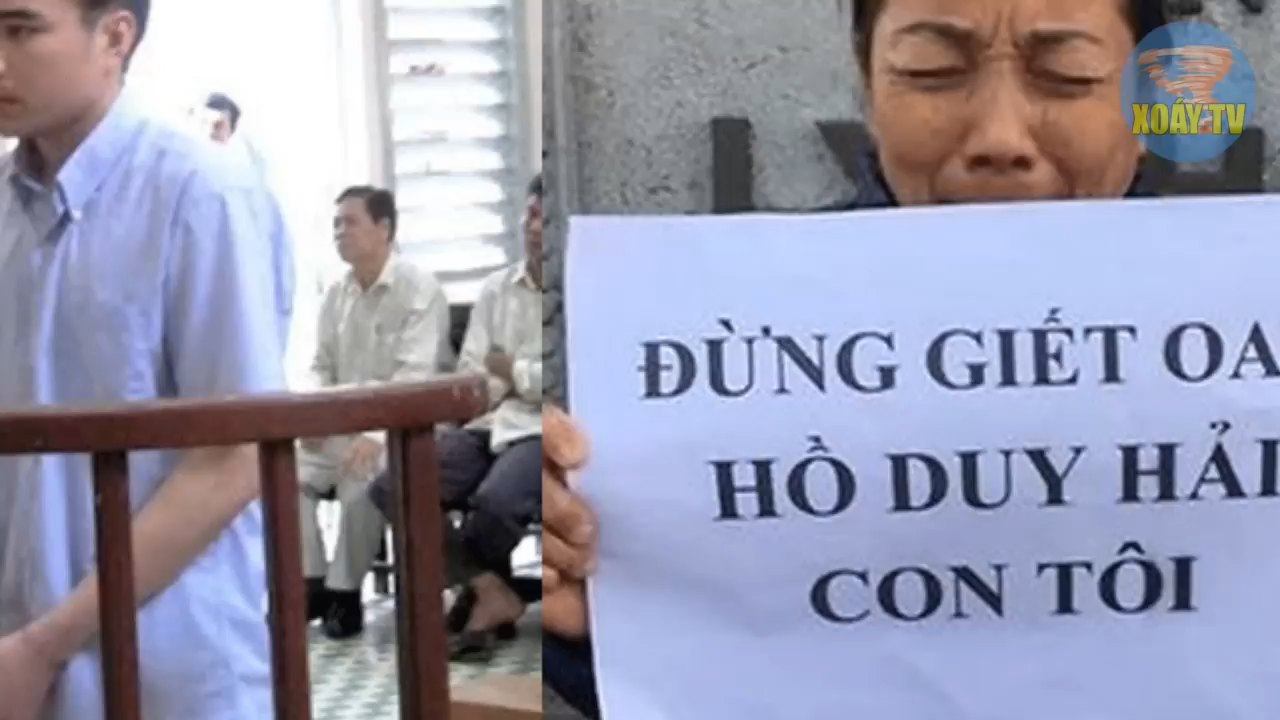 XOÁY TV
ĐỪNG GIẾT OA
HỒ DUY HẢI
CON TÔI